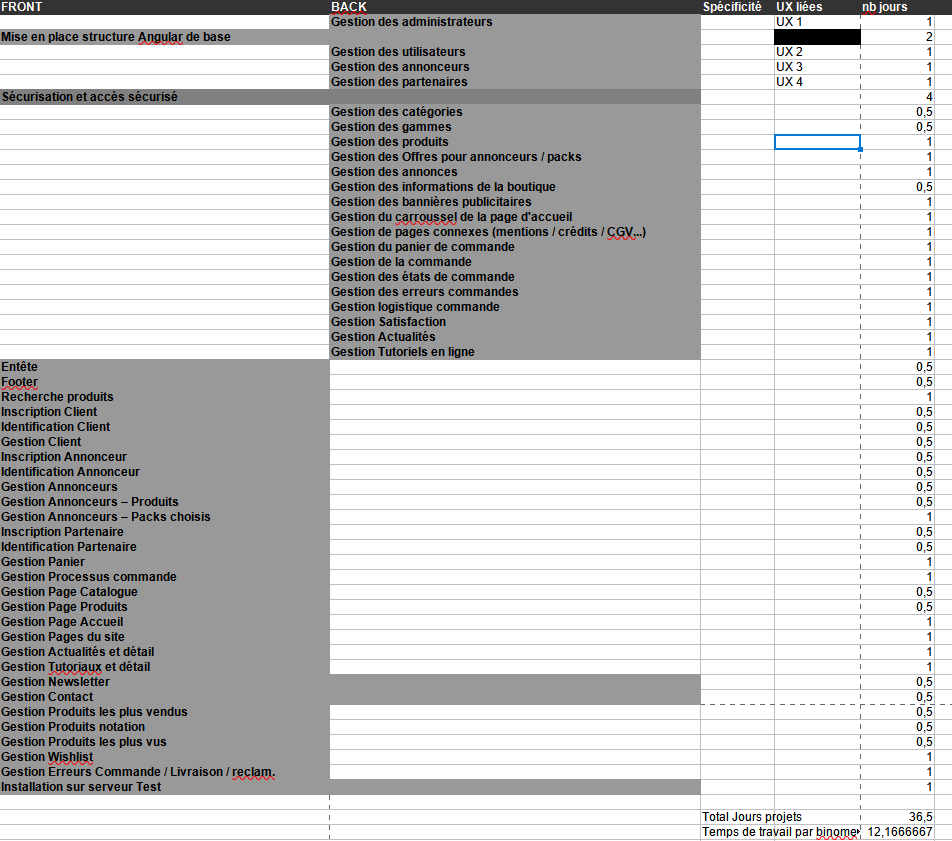 FRONT BACK Spécificité UX liées nb jours
Gestion des administrateurs UX 1 1
Mise en place structure Angular de base 2
Gestion des utilisateurs UX 2 1
Gestion des annonceurs UX 3 1
Gestion des partenaires UX 4 1
Sécurisation et accès sécurisé 4
Gestion des catégories 0,5
Gestion des gammes 0,5
Gestion des produits 1
Gestion des Offres pour annonceurs / packs 1
Gestion des annonces 1
Gestion des informations de la boutique 0,5
Gestion des bannières publicitaires 1
Gestion du carroussel de la page d'accueil 1
Gestion de pages connexes (mentions / crédits / CGV...) 1
Gestion du panier de commande 1
Gestion de la commande 1
Gestion des états de commande 1
Gestion des erreurs commandes 1
Gestion logistique commande 1
Gestion Satisfaction 1
Gestion Actualités 1
Gestion Tutoriels en ligne 1
Entête 0,5
Footer 0,5
Recherche produits 1
Inscription Client 0,5
Identification Client 0,5
Gestion Client 0,5
Inscription Annonceur 0,5
Identification Annonceur 0,5
Gestion Annonceurs 0,5
Gestion Annonceurs – Produits 0,5
Gestion Annonceurs – Packs choisis 1
Inscription Partenaire 0,5
Identification Partenaire 0,5
Gestion Panier 1
Gestion Processus commande 1
Gestion Page Catalogue 0,5
Gestion Page Produits 0,5
Gestion Page Accueil 1
Gestion Pages du site 1
Gestion Actualités et détail 1
Gestion Tutoriaux et détail 1
Gestion Newsletter 0,5
Gestion Contact 0,5
Gestion Produits les plus vendus 0,5
Gestion Produits notation 0,5
Gestion Produits les plus vus 0,5
Gestion Wishlist 1
Gestion Erreurs Commande / Livraison / reclam. 1
Installation sur serveur Test 1
Total Jours projets 36,5
Temps de travail par binome 12,1666667